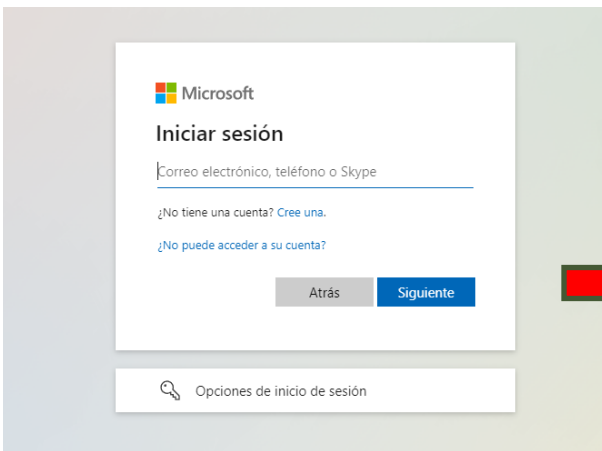 Microsoft
Iniciar sesión
Correo electrónico, teléfono o Skype
¿No tiene una cuenta? Cree una.
¿No puede acceder a su cuenta?
Atrás Siguiente
Opciones de inicio de sesión